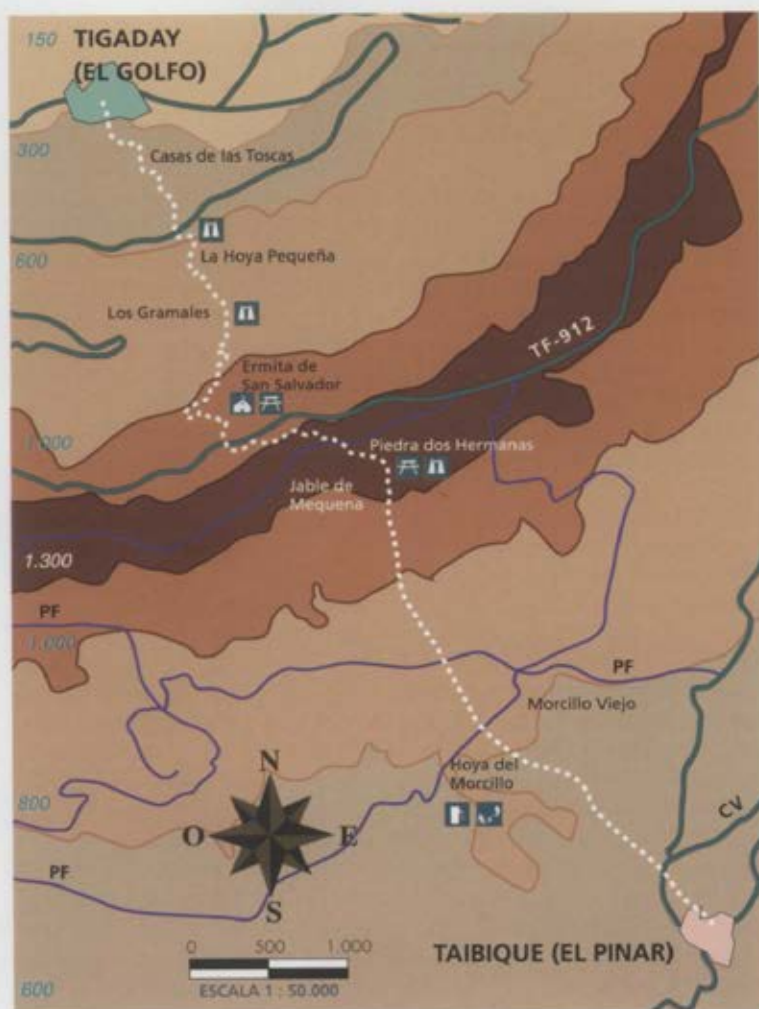 150
TIGADAY
(EL GOLFO)
300
Casas de las Toscas
600
La Hoya Pequeña
Los Gramales
TF-912
Ermita de
San Salvador
1.000
Piedra dos Hermanas
Jable de
Mequena
1.300
PF
1.000
PF
Morcillo Viejo
Hoya del
Morcillo
N
800
CV
O
E
PF
S
0 500 1.000
TAIBIQUE (EL PINAR)
ESCALA 1 : 50.000
600